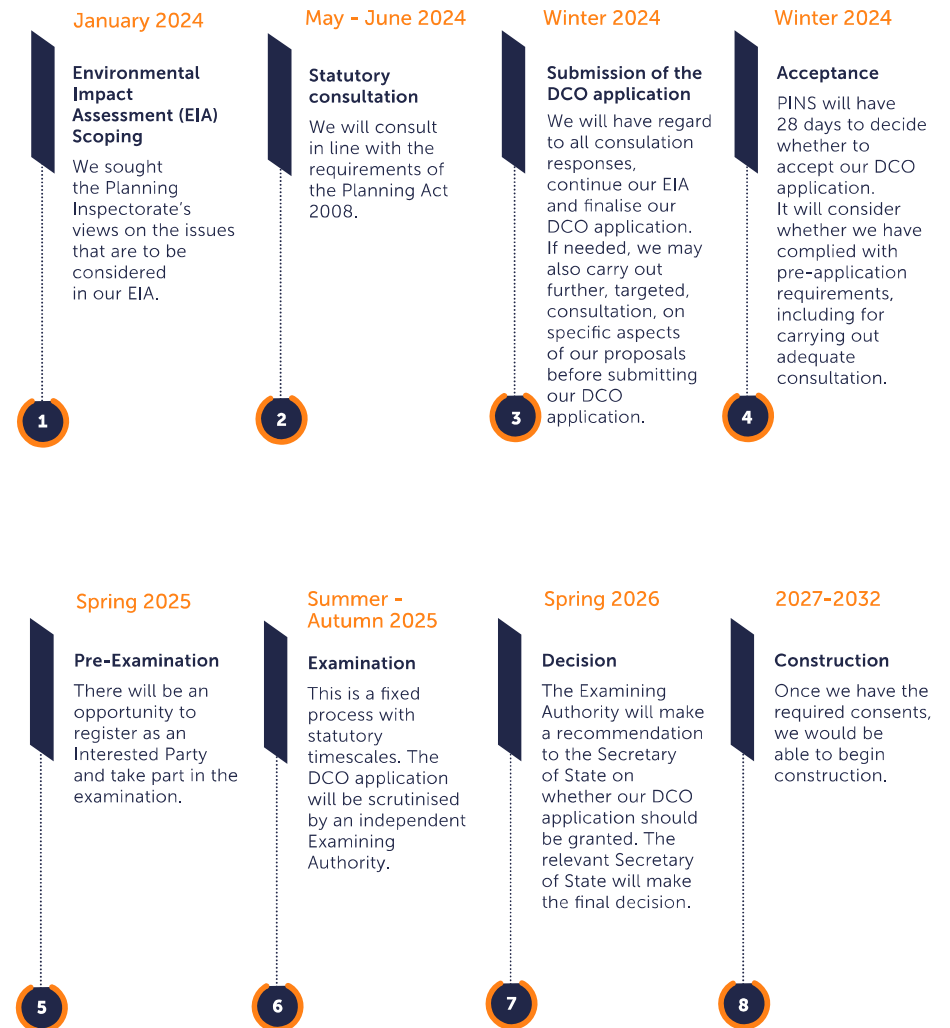 January 2024
Environmental
Impact
Assessment (EIA)
Scoping
We sought
the Planning
Inspectorate's
views on the issues
that are to be
considered
in our EIA.
1
May - June 2024
Statutory
consultation
We will consult
in line with the
requirements of
the Planning Act
2008.
2
Winter 2024
Submission of the
DCO application
We will have regard
to all consulation
responses,
continue our EIA
and finalise our
DCO application.
If needed, we may
also carry out
further, targeted,
consultation, on
specific aspects
of our proposals
before submitting
our DCO
application.
3
Winter 2024
Acceptance
PINS will have
28 days to decide
whether to
accept our DCO
application.
It will consider
whether we have
complied with
pre-application
requirements,
including for
carrying out
adequate
consultation.
4
Spring 2025
Pre-Examination
There will be an
opportunity to
register as an
Interested Party
and take part in the
examination.
5
Summer -
Autumn 2025
Examination
This is a fixed
process with
statutory
timescales. The
DCO application
will be scrutinised
by an independent
Examining
Authority.
6
Spring 2026
Decision
The Examining
Authority will make
a recommendation
to the Secretary
of State on
whether our DCO
application should
be granted. The
relevant Secretary
of State will make
the final decision.
7
2027-2032
Construction
Once we have the
required consents,
we would be
able to begin
construction.
8